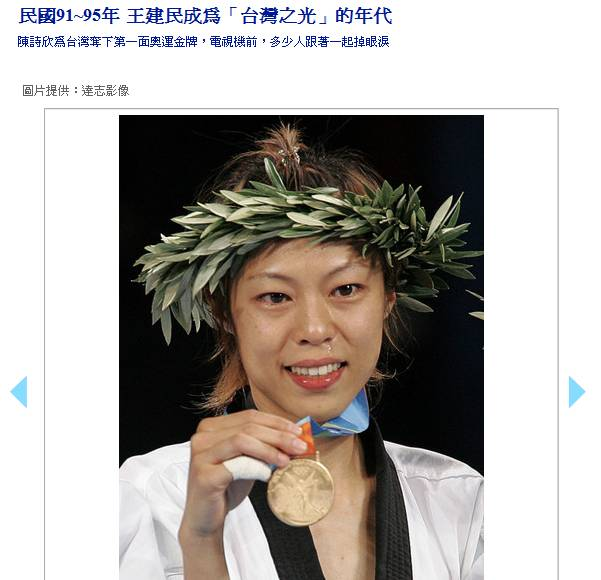 民國91~95年 王建民成為「台灣之光」的年代
陳詩欣為台灣奪下第一面奧運金牌，電視機前，多少人跟著一起掉眼淚
圖片提供：達志影像